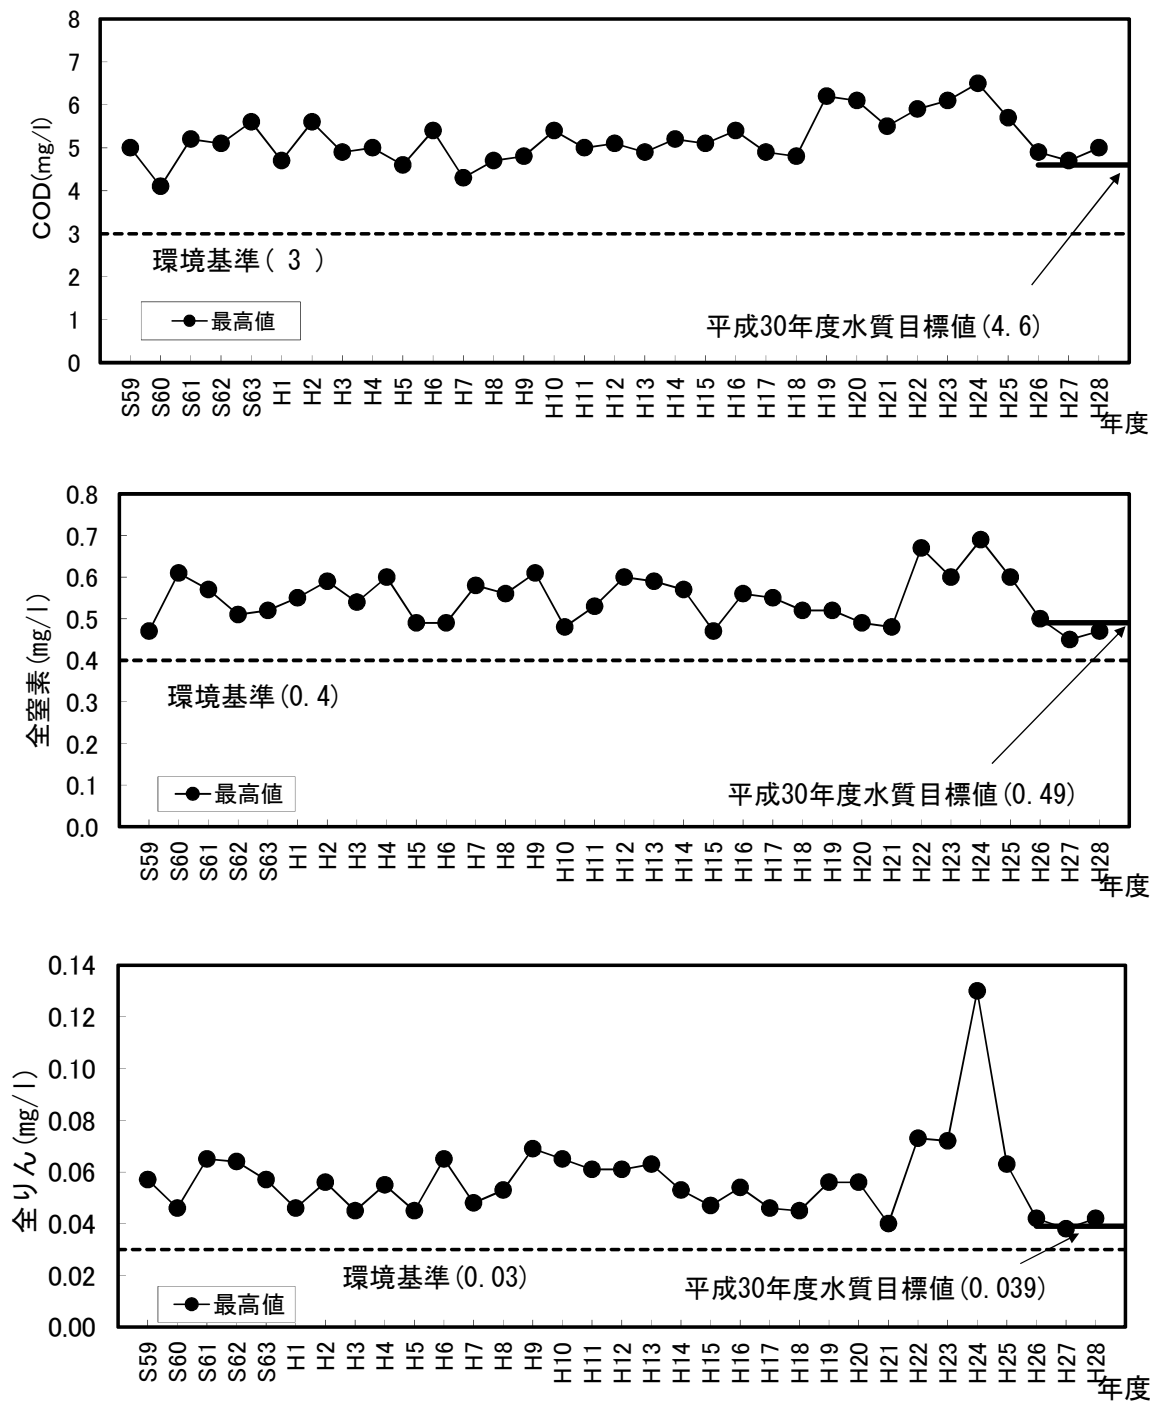 8
7
6
5
4
3
2
1
0
COD(mg/l)
環境基準( 3 )
最高値
平成30年度水質目標値(4.6)
S59 S60 S61 S62 S63 H1 H2 H3 H4 H5 H6 H7 H8 H9 H10 H11 H12 H13 H14 H15 H16 H17 H18 H19 H20 H21 H22 H23 H24 H25 H26 H27 H28
年度
0.8
0.7
0.6
0.5
0.4
0.3
0.2
0.1
0.0
全窒素(mg/l)
環境基準(0.4)
最高値
平成30年度水質目標値(0.49)
S59 S60 S61 S62 S63 H1 H2 H3 H4 H5 H6 H7 H8 H9 H10 H11 H12 H13 H14 H15 H16 H17 H18 H19 H20 H21 H22 H23 H24 H25 H26 H27 H28
年度
0.14
0.12
0.10
0.08
0.06
0.04
0.02
0.00
全りん(mg/l)
環境基準(0.03)
平成30年度水質目標値(0.039)
最高値
S59 S60 S61 S62 S63 H1 H2 H3 H4 H5 H6 H7 H8 H9 H10 H11 H12 H13 H14 H15 H16 H17 H18 H19 H20 H21 H22 H23 H24 H25 H26 H27 H28
年度